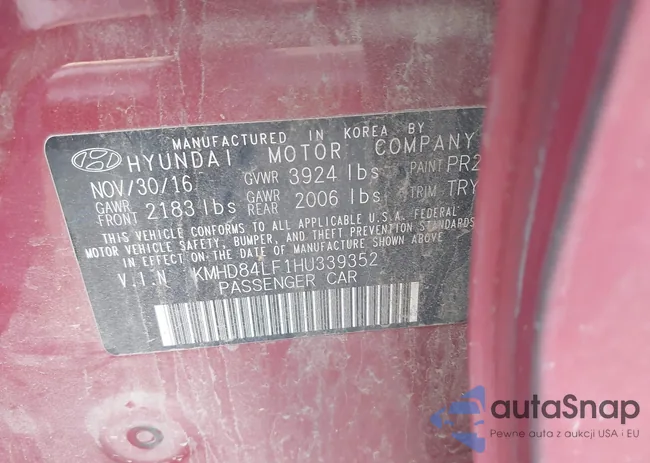 MANUFACTURED IN KOREA BY
HYUNDAI MOTOR COMPANY
NOV/30/16 GVWR 3924 lbs PAINT PR2
GAWR FRONT 2183 lbs GAWR REAR 2006 lbs TRIM TRY
THIS VEHICLE CONFORMS TO ALL APPLICABLE U.S.A. FEDERAL
MOTOR VEHICLE SAFETY, BUMPER, AND THEFT PREVENTION STANDARDS
IN EFFECT ON THE DATE OF MANUFACTURE SHOWN ABOVE.
V.I.N KMHD84LF1HU339352
PASSENGER CAR
autaSnap
Pewne auta z aukcji USA i EU